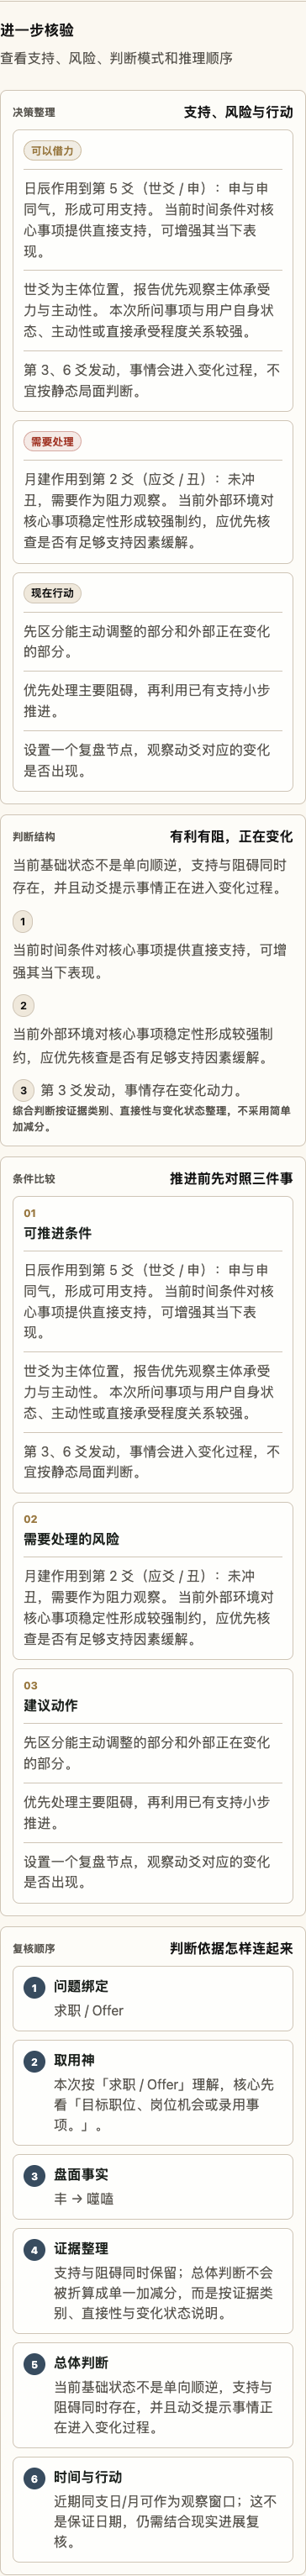 进一步核验
查看支持、风险、判断模式和推理顺序
决策整理
支持、风险与行动
可以借力
日辰作用到第 5 爻（世爻 / 申）：申与申
同气，形成可用支持。 当前时间条件对核
心事项提供直接支持，可增强其当下表
现。
世爻为主体位置，报告优先观察主体承受
力与主动性。 本次所问事项与用户自身状
态、主动性或直接承受程度关系较强。
第 3、6 爻发动，事情会进入变化过程，不
宜按静态局面判断。
需要处理
月建作用到第 2 爻（应爻 / 丑）：未冲
丑，需要作为阻力观察。 当前外部环境对
核心事项稳定性形成较强制约，应优先核
查是否有足够支持因素缓解。
现在行动
先区分能主动调整的部分和外部正在变化
的部分。
优先处理主要阻碍，再利用已有支持小步
推进。
设置一个复盘节点，观察动爻对应的变化
是否出现。
判断结构
有利有阻，正在变化
当前基础状态不是单向顺逆，支持与阻碍同时
存在，并且动爻提示事情正在进入变化过程。
1
当前时间条件对核心事项提供直接支持，可增
强其当下表现。
2
当前外部环境对核心事项稳定性形成较强制
约，应优先核查是否有足够支持因素缓解。
3 第 3 爻发动，事情存在变化动力。
综合判断按证据类别、直接性与变化状态整理，不采用简单
加减分。
条件比较
推进前先对照三件事
01
可推进条件
日辰作用到第 5 爻（世爻 / 申）：申与申
同气，形成可用支持。 当前时间条件对核
心事项提供直接支持，可增强其当下表
现。
世爻为主体位置，报告优先观察主体承受
力与主动性。 本次所问事项与用户自身状
态、主动性或直接承受程度关系较强。
第 3、6 爻发动，事情会进入变化过程，不
宜按静态局面判断。
02
需要处理的风险
月建作用到第 2 爻（应爻 / 丑）：未冲
丑，需要作为阻力观察。 当前外部环境对
核心事项稳定性形成较强制约，应优先核
查是否有足够支持因素缓解。
03
建议动作
先区分能主动调整的部分和外部正在变化
的部分。
优先处理主要阻碍，再利用已有支持小步
推进。
设置一个复盘节点，观察动爻对应的变化
是否出现。
复核顺序
判断依据怎样连起来
1 问题绑定
求职 / Offer
2 取用神
本次按「求职 / Offer」理解，核心先
看「目标职位、岗位机会或录用事
项。」。
3 盘面事实
丰 → 噬嗑
4 证据整理
支持与阻碍同时保留；总体判断不会
被折算成单一加减分，而是按证据类
别、直接性与变化状态说明。
5 总体判断
当前基础状态不是单向顺逆，支持与
阻碍同时存在，并且动爻提示事情正
在进入变化过程。
6 时间与行动
近期同支日/月可作为观察窗口；这不
是保证日期，仍需结合现实进展复
核。